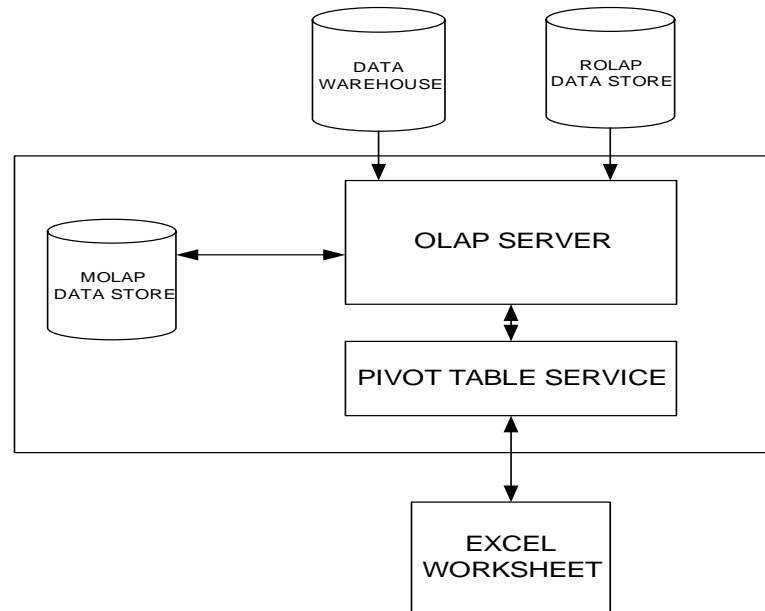 DATA
WAREHOUSE
ROLAP
DATA STORE
OLAP SERVER
MOLAP
DATA STORE
PIVOT TABLE SERVICE
EXCEL
WORKSHEET